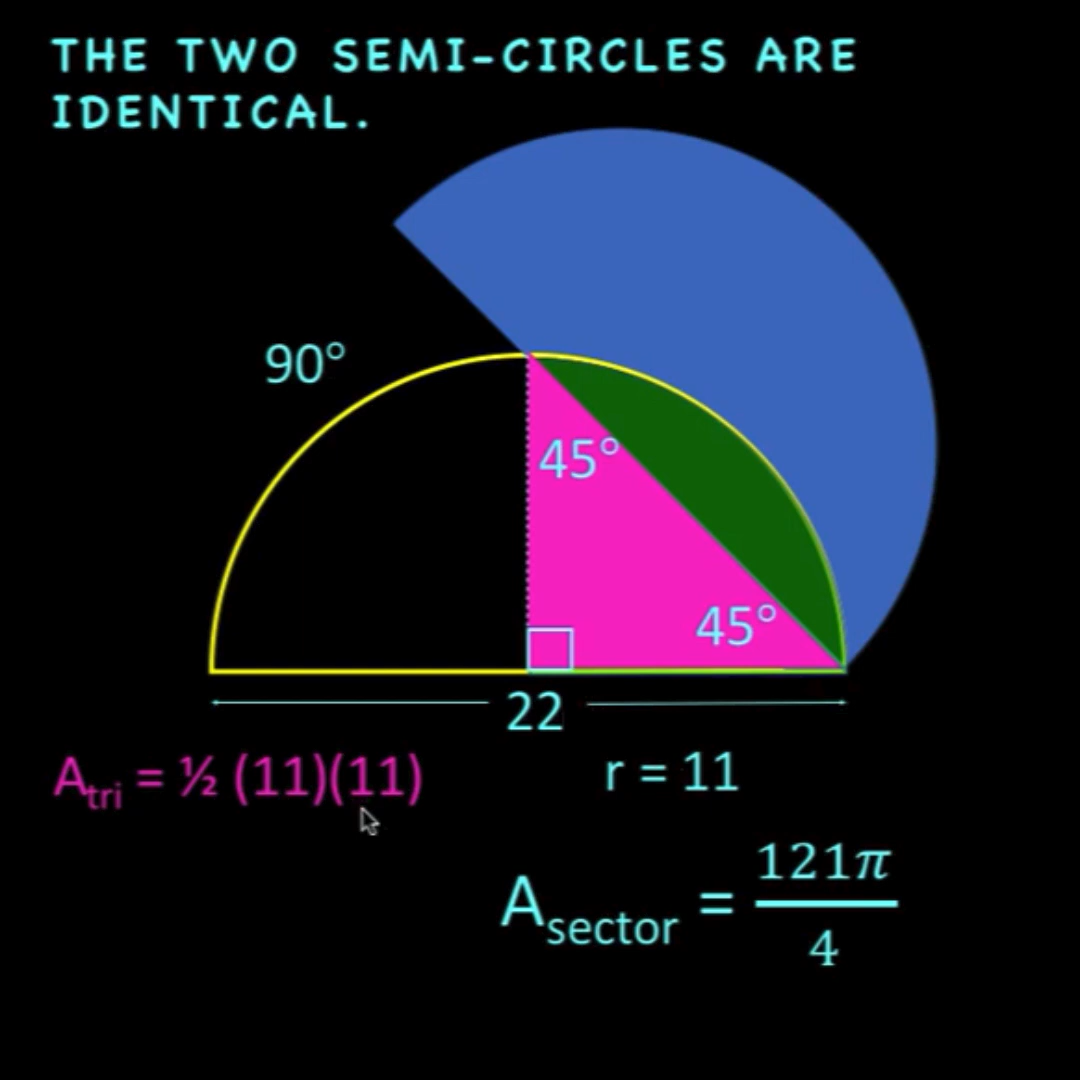 THE TWO SEMI-CIRCLES ARE
IDENTICAL.
90°
45°
45°
22
A_tri = ½ (11)(11)
r = 11
A_sector = 121π/4